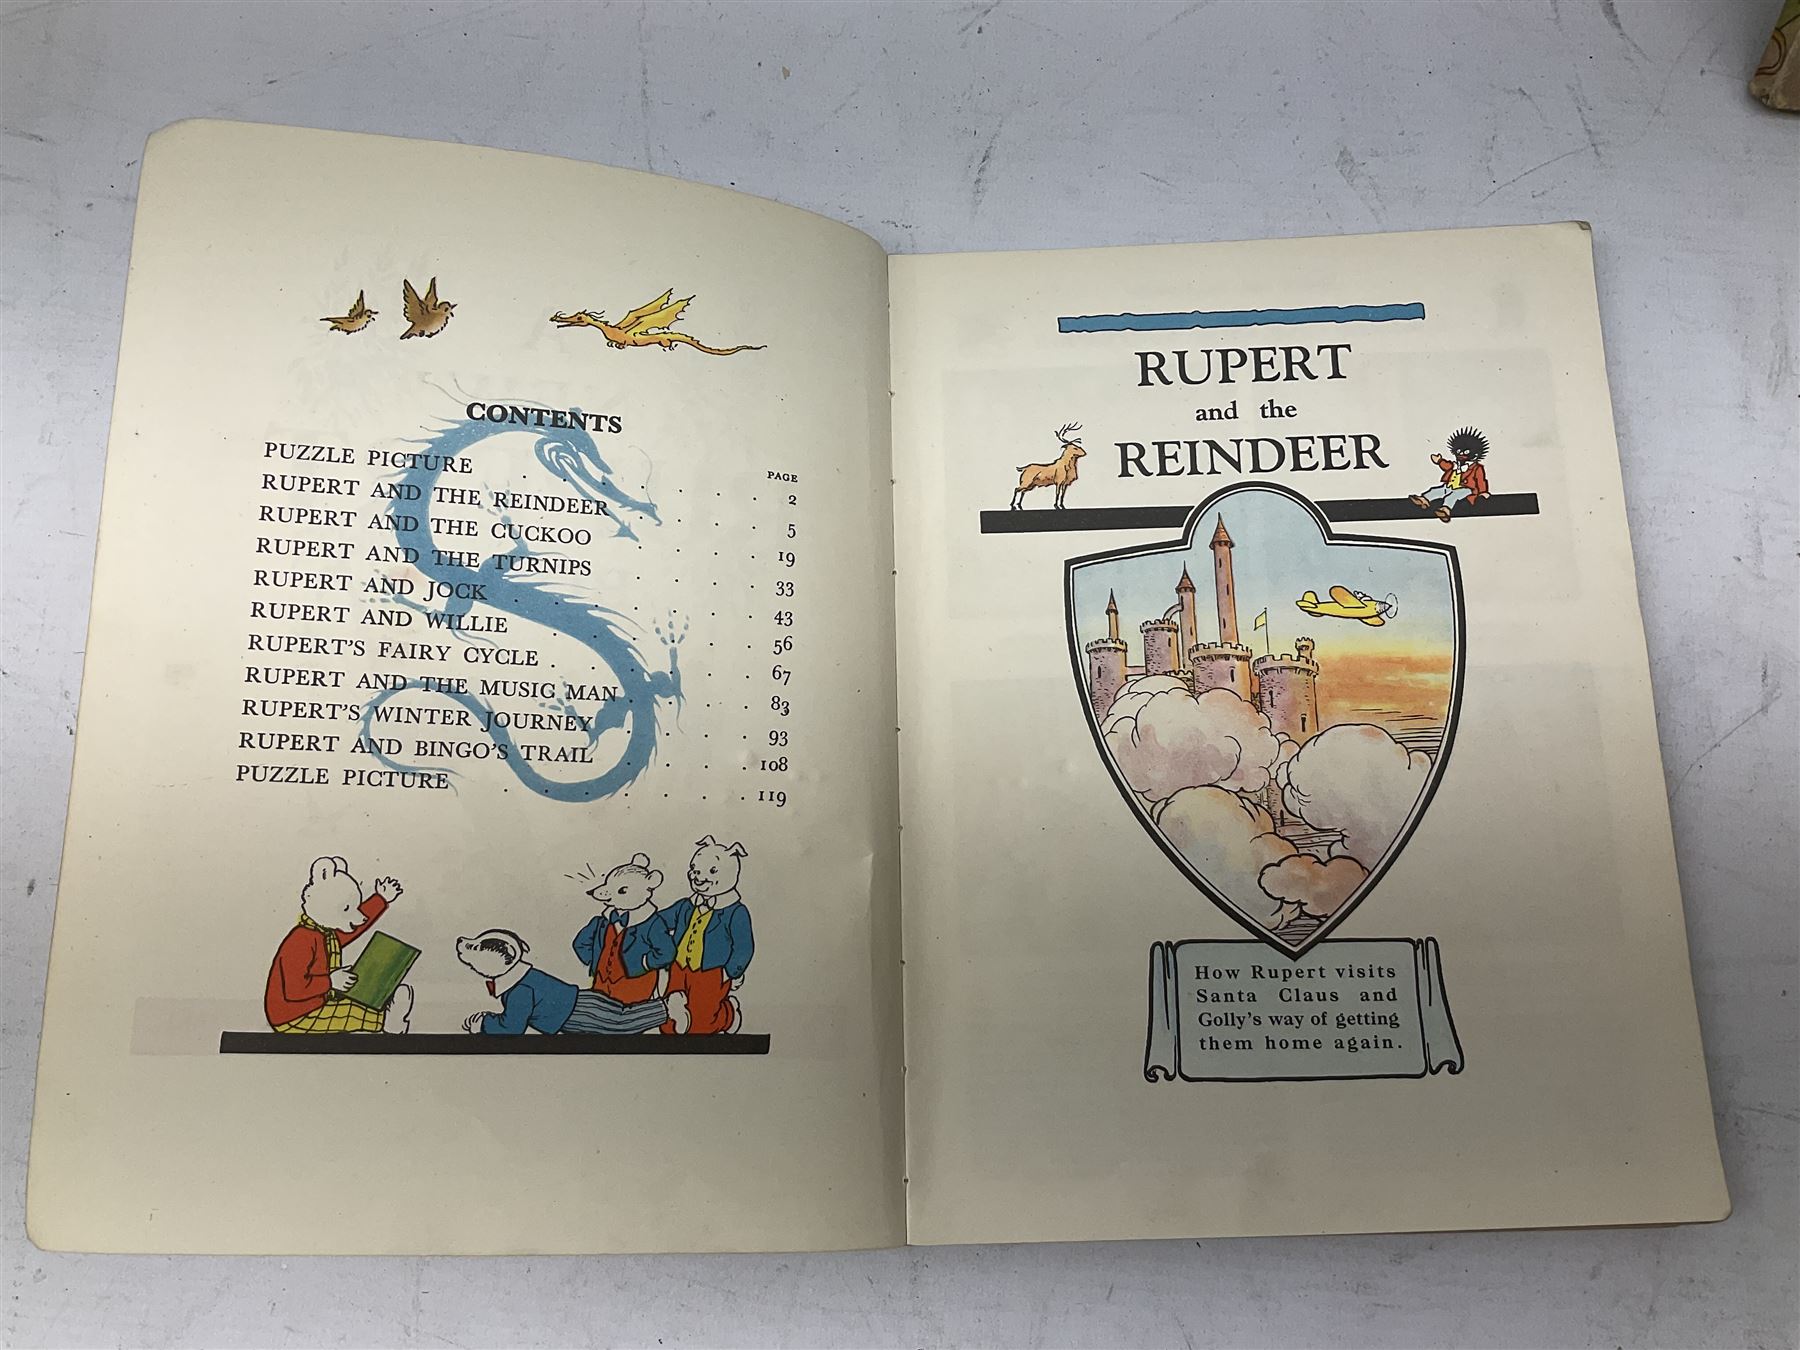 CONTENTS
PAGE
PUZZLE PICTURE . . . . . . . 2
RUPERT AND THE REINDEER . . . . 5
RUPERT AND THE CUCKOO . . . . 19
RUPERT AND THE TURNIPS . . . . 33
RUPERT AND JOCK . . . . . . 43
RUPERT AND WILLIE . . . . . . 56
RUPERT'S FAIRY CYCLE . . . . . 67
RUPERT AND THE MUSIC MAN . . . . 83
RUPERT'S WINTER JOURNEY . . . . 93
RUPERT AND BINGO'S TRAIL . . . . 108
PUZZLE PICTURE . . . . . . . 119
RUPERT
and the
REINDEER
How Rupert visits
Santa Claus and
Golly's way of getting
them home again.